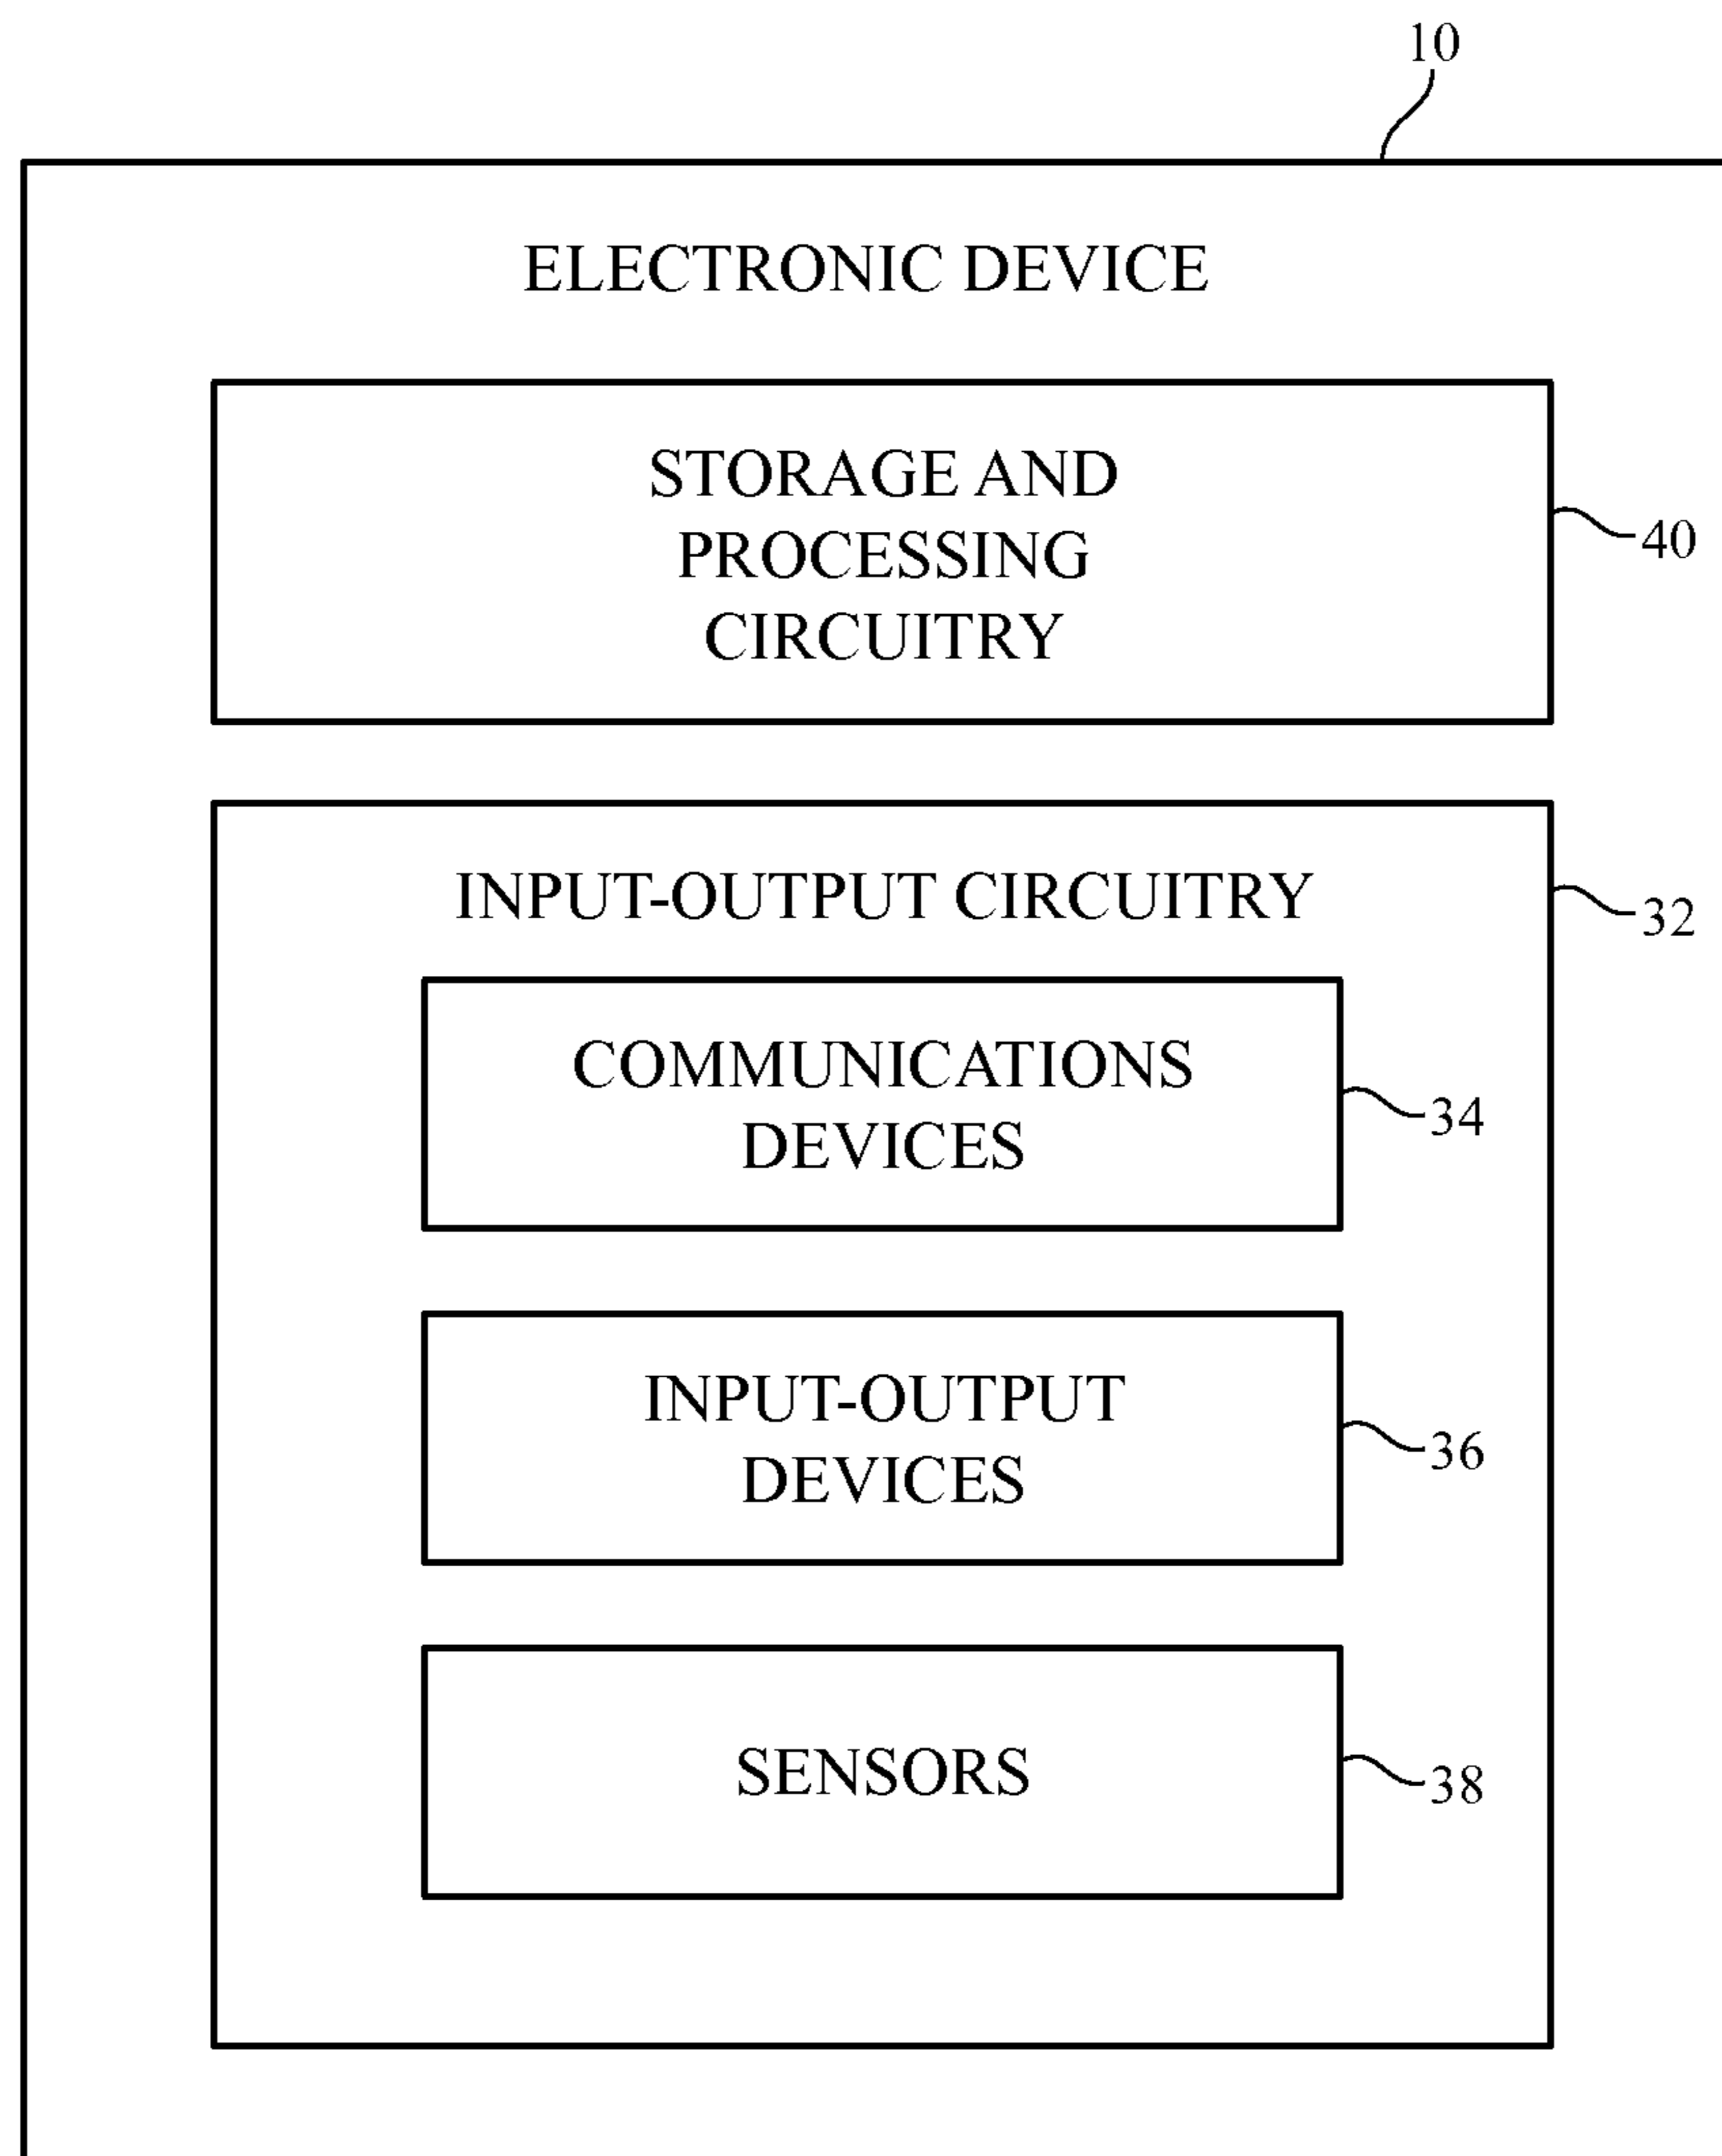 10
ELECTRONIC DEVICE
STORAGE AND
PROCESSING
CIRCUITRY
40
INPUT-OUTPUT CIRCUITRY
32
COMMUNICATIONS
DEVICES
34
INPUT-OUTPUT
DEVICES
36
SENSORS
38